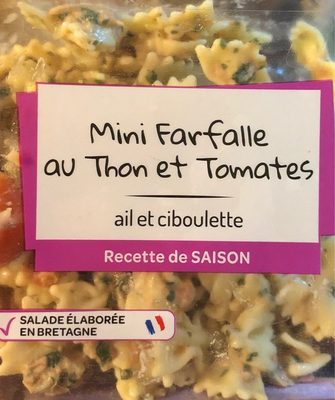 Mini Farfalle
au Thon et Tomates
ail et ciboulette
Recette de SAISON
SALADE ÉLABORÉE
EN BRETAGNE